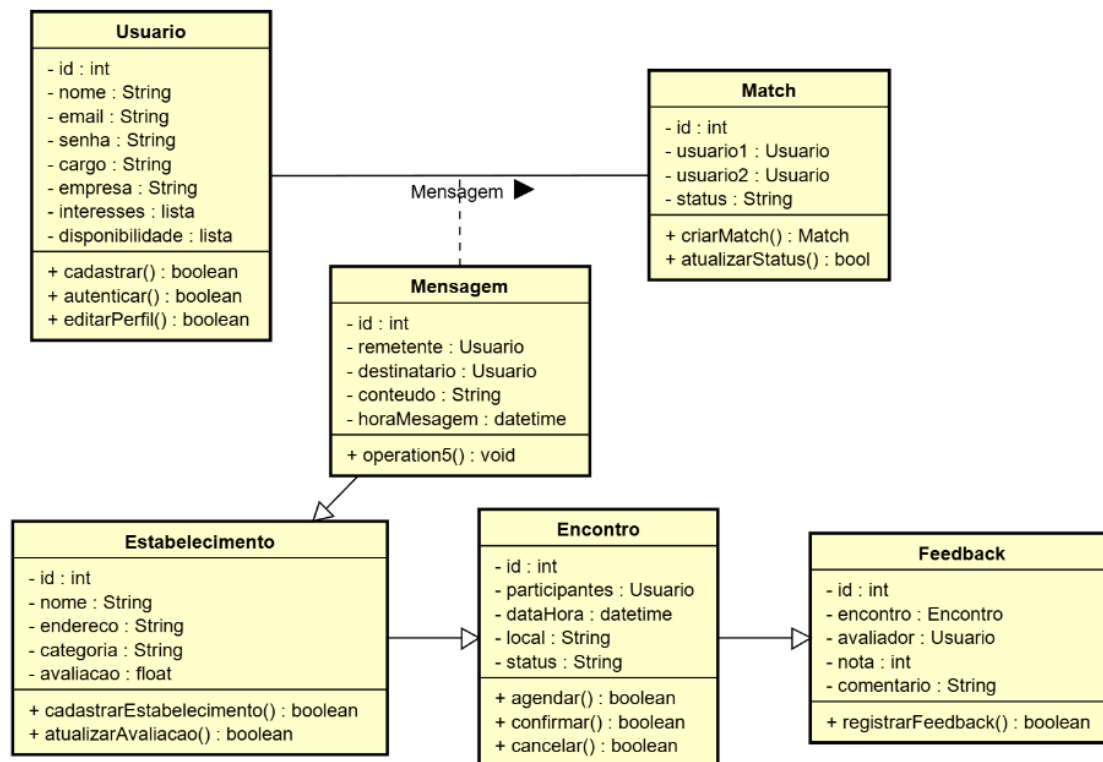 Usuario
- id : int
- nome : String
- email : String
- senha : String
- cargo : String
- empresa : String
- interesses : lista
- disponibilidade : lista
+ cadastrar() : boolean
+ autenticar() : boolean
+ editarPerfil() : boolean
Mensagem ▶
Match
- id : int
- usuario1 : Usuario
- usuario2 : Usuario
- status : String
+ criarMatch() : Match
+ atualizarStatus() : bool
Mensagem
- id : int
- remetente : Usuario
- destinatario : Usuario
- conteudo : String
- horaMesagem : datetime
+ operation5() : void
Estabelecimento
- id : int
- nome : String
- endereco : String
- categoria : String
- avaliacao : float
+ cadastrarEstabelecimento() : boolean
+ atualizarAvaliacao() : boolean
Encontro
- id : int
- participantes : Usuario
- dataHora : datetime
- local : String
- status : String
+ agendar() : boolean
+ confirmar() : boolean
+ cancelar() : boolean
Feedback
- id : int
- encontro : Encontro
- avaliador : Usuario
- nota : int
- comentario : String
+ registrarFeedback() : boolean